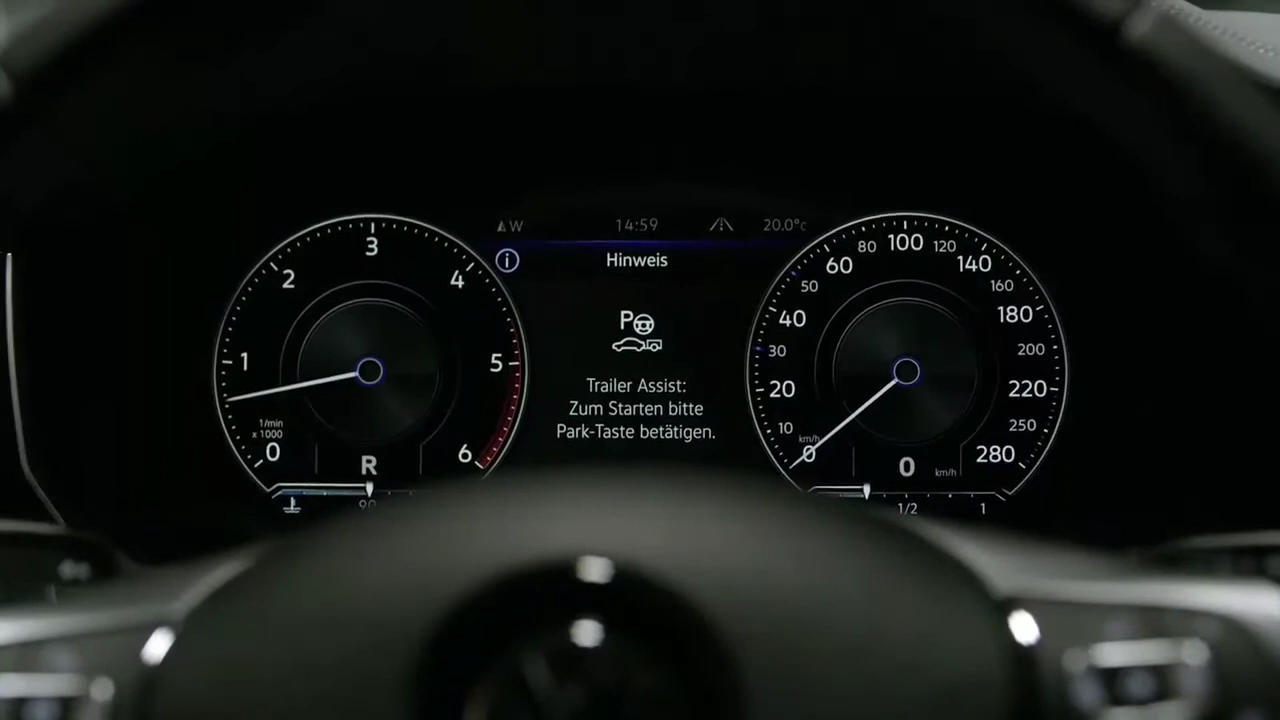 W 14:59 20.0°C
Hinweis
P
Trailer Assist:
Zum Starten bitte
Park-Taste betätigen.
0
1
2
3
4
5
6
1/min
x 1000
R
90
0
10
20
30
40
50
60
80
100
120
140
160
180
200
220
250
280
km/h
0 km/h
1/2 1